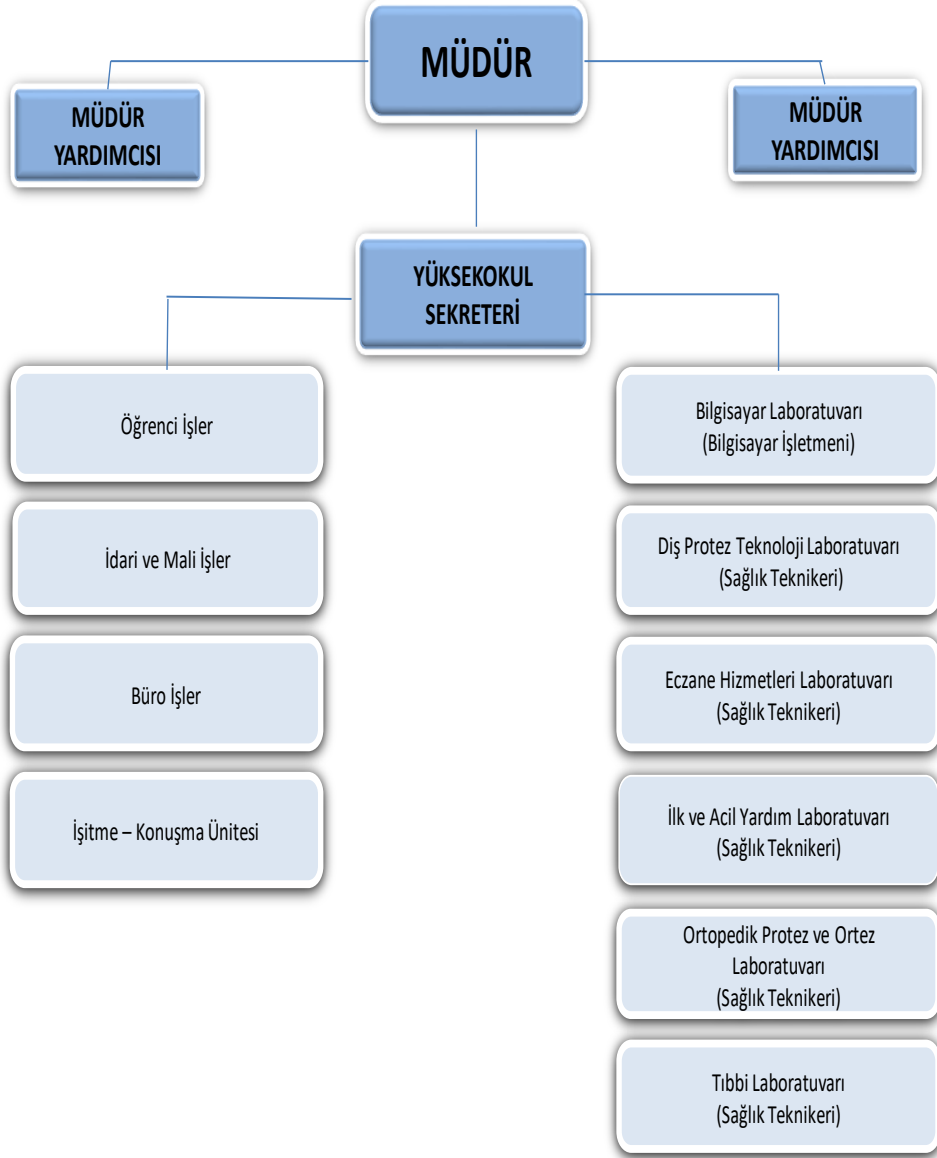 MÜDÜR
MÜDÜR
YARDIMCISI
MÜDÜR
YARDIMCISI
YÜKSEKOKUL
SEKRETERİ
Öğrenci İşler
İdari ve Mali İşler
Büro İşler
İşitme – Konuşma Ünitesi
Bilgisayar Laboratuvarı
(Bilgisayar İşletmeni)
Diş Protez Teknoloji Laboratuvarı
(Sağlık Teknikeri)
Eczane Hizmetleri Laboratuvarı
(Sağlık Teknikeri)
İlk ve Acil Yardım Laboratuvarı
(Sağlık Teknikeri)
Ortopedik Protez ve Ortez
Laboratuvarı
(Sağlık Teknikeri)
Tıbbi Laboratuvarı
(Sağlık Teknikeri)